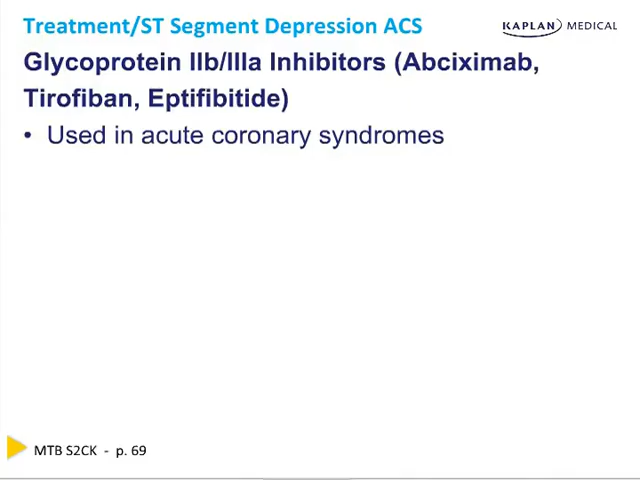 Treatment/ST Segment Depression ACS
KAPLAN MEDICAL
Glycoprotein IIb/IIIa Inhibitors (Abciximab,
Tirofiban, Eptifibitide)
• Used in acute coronary syndromes
MTB S2CK - p. 69